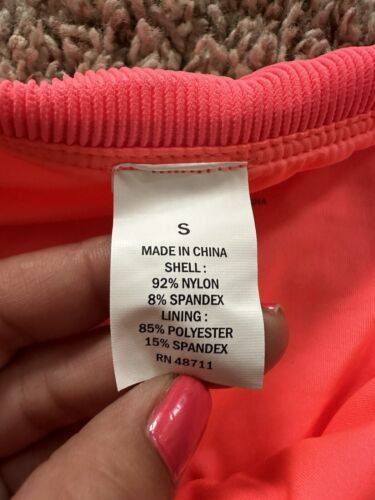 S
MADE IN CHINA
SHELL :
92% NYLON
8% SPANDEX
LINING :
85% POLYESTER
15% SPANDEX
RN 48711